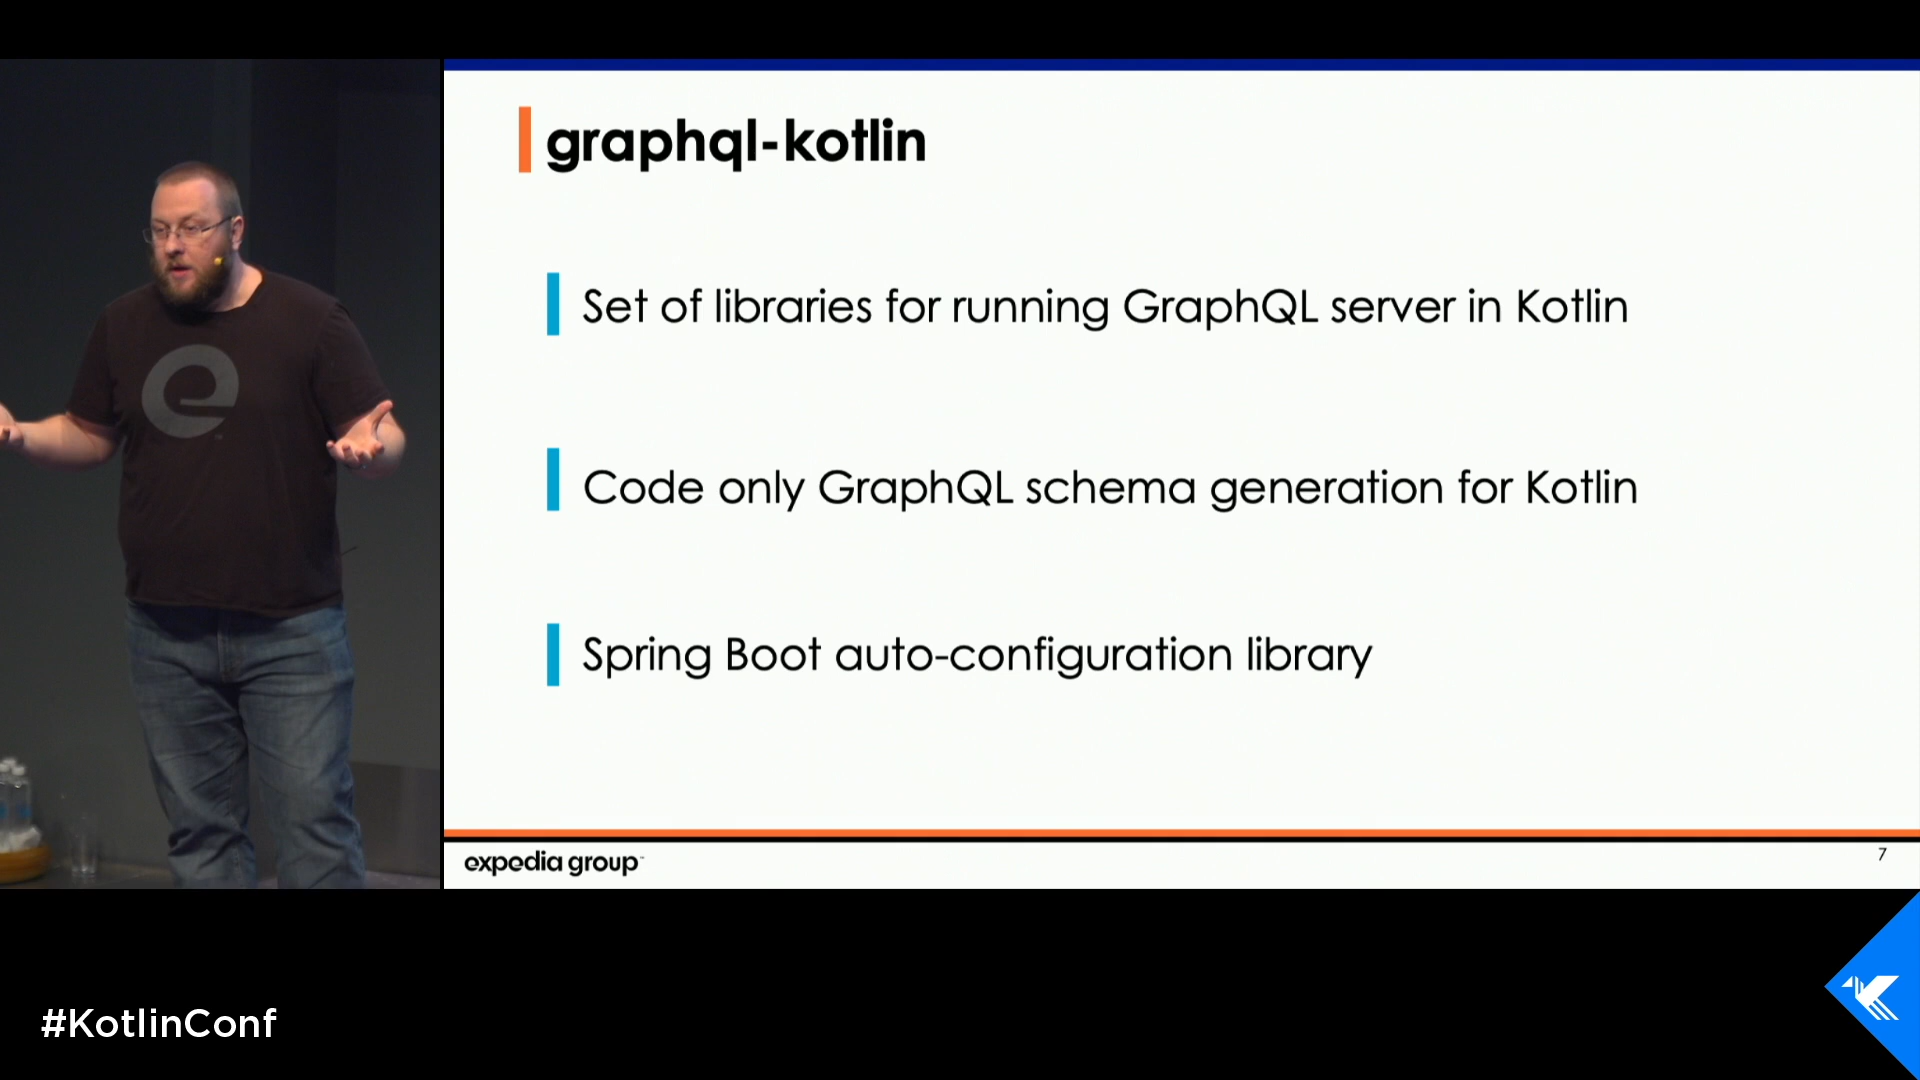 graphql-kotlin
Set of libraries for running GraphQL server in Kotlin
Code only GraphQL schema generation for Kotlin
Spring Boot auto-configuration library
expedia group
7
#KotlinConf